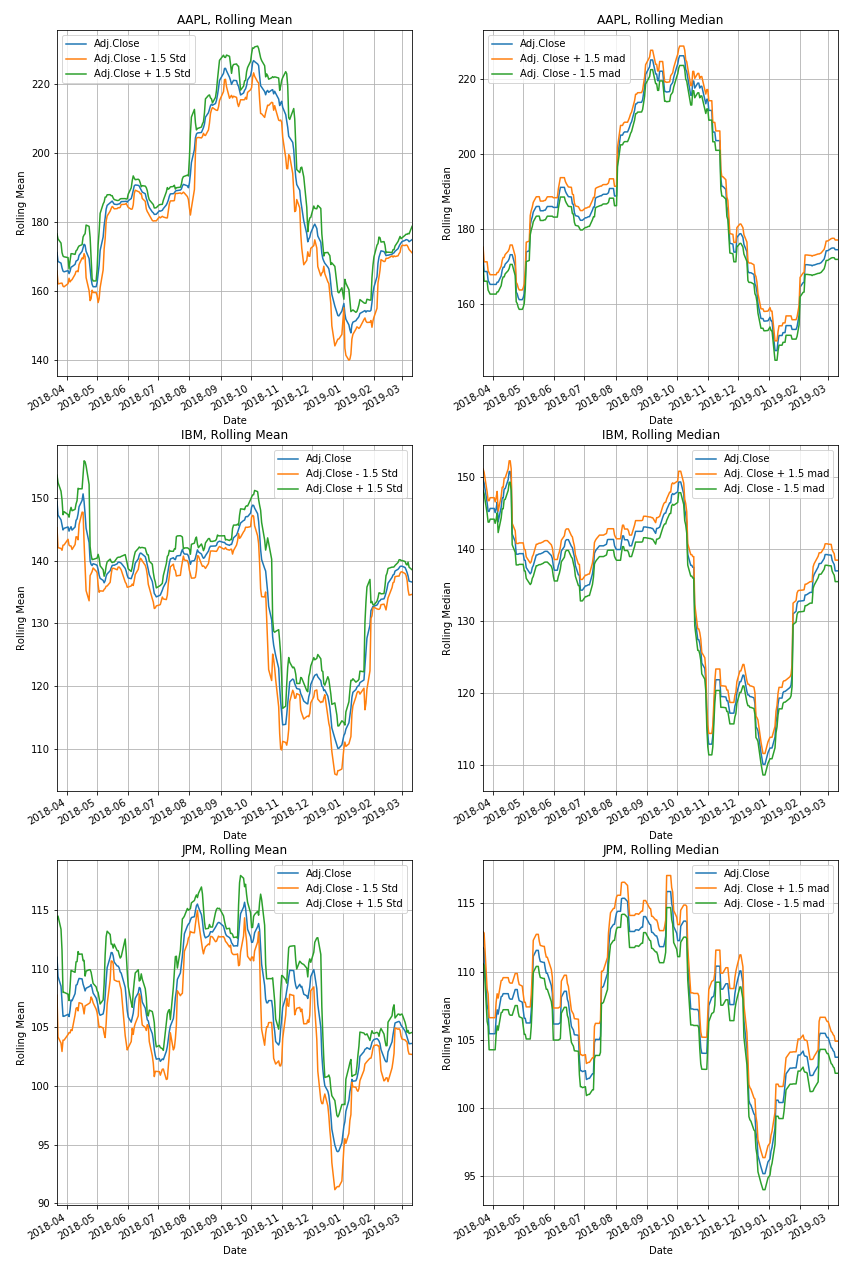 AAPL, Rolling Mean
Adj.Close
Adj.Close - 1.5 Std
Adj.Close + 1.5 Std
Rolling Mean
220
200
180
160
140
2018-04
2018-05
2018-06
2018-07
2018-08
2018-09
2018-10
2018-11
2018-12
2019-01
2019-02
2019-03
Date
AAPL, Rolling Median
Adj.Close
Adj. Close + 1.5 mad
Adj. Close - 1.5 mad
Rolling Median
220
200
180
160
2018-04
2018-05
2018-06
2018-07
2018-08
2018-09
2018-10
2018-11
2018-12
2019-01
2019-02
2019-03
Date
IBM, Rolling Mean
Adj.Close
Adj.Close - 1.5 Std
Adj.Close + 1.5 Std
Rolling Mean
150
140
130
120
110
2018-04
2018-05
2018-06
2018-07
2018-08
2018-09
2018-10
2018-11
2018-12
2019-01
2019-02
2019-03
Date
IBM, Rolling Median
Adj.Close
Adj. Close + 1.5 mad
Adj. Close - 1.5 mad
Rolling Median
150
140
130
120
110
2018-04
2018-05
2018-06
2018-07
2018-08
2018-09
2018-10
2018-11
2018-12
2019-01
2019-02
2019-03
Date
JPM, Rolling Mean
Adj.Close
Adj.Close - 1.5 Std
Adj.Close + 1.5 Std
Rolling Mean
115
110
105
100
95
90
2018-04
2018-05
2018-06
2018-07
2018-08
2018-09
2018-10
2018-11
2018-12
2019-01
2019-02
2019-03
Date
JPM, Rolling Median
Adj.Close
Adj. Close + 1.5 mad
Adj. Close - 1.5 mad
Rolling Median
115
110
105
100
95
2018-04
2018-05
2018-06
2018-07
2018-08
2018-09
2018-10
2018-11
2018-12
2019-01
2019-02
2019-03
Date